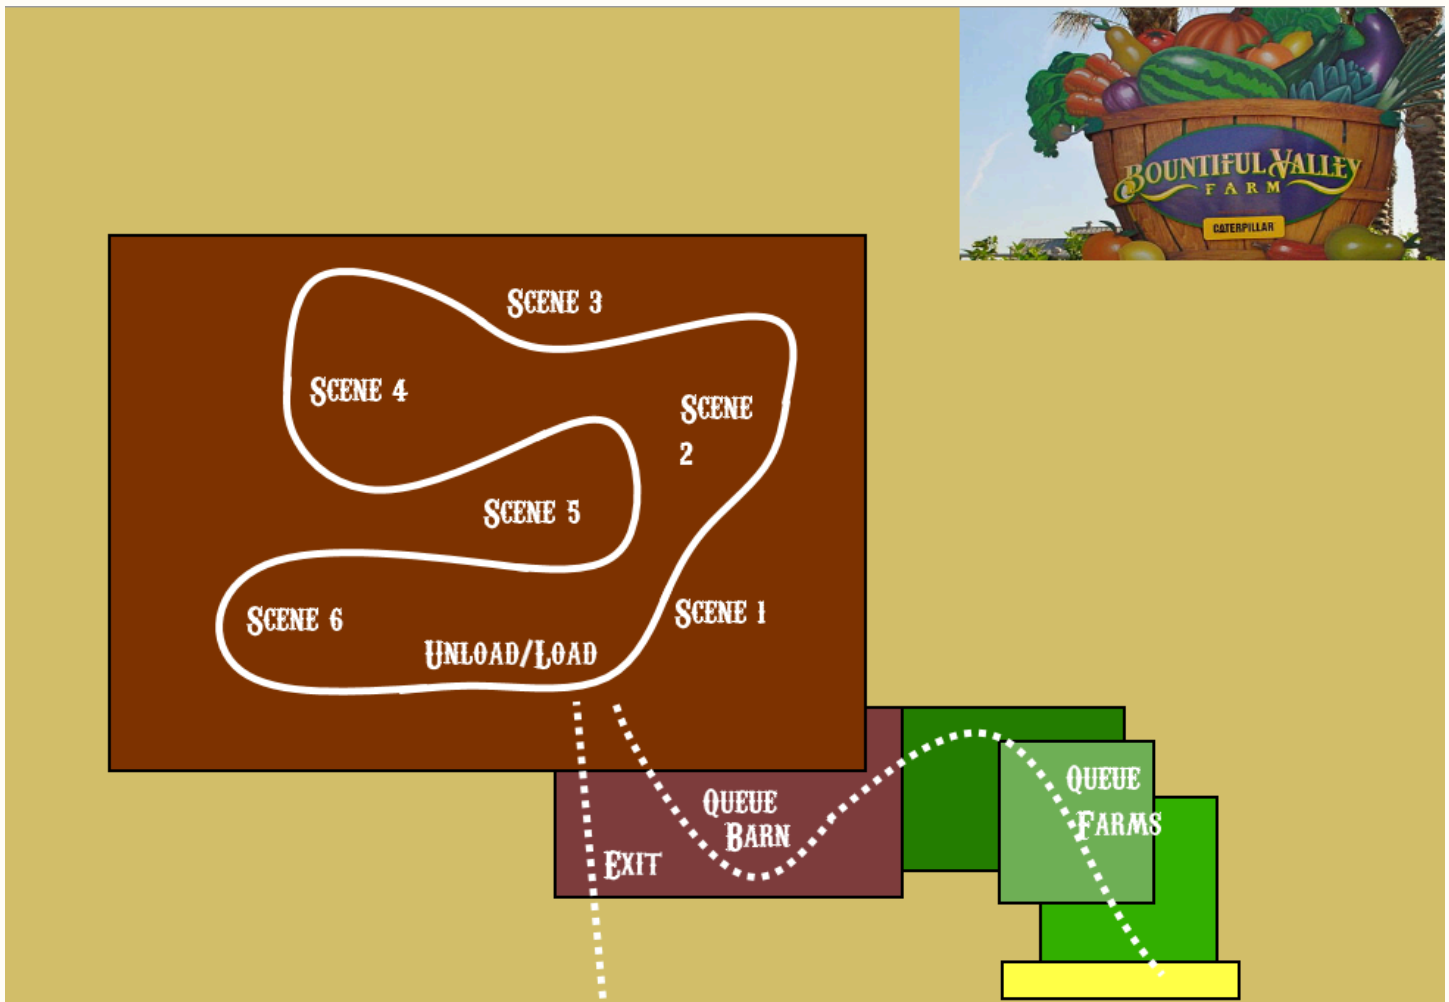 Bountiful Valley
Farm
CATERPILLAR
Scene 3
Scene 4
Scene
2
Scene 5
Scene 6
Scene 1
Unload/Load
Queue
Farms
Queue
Barn
Exit